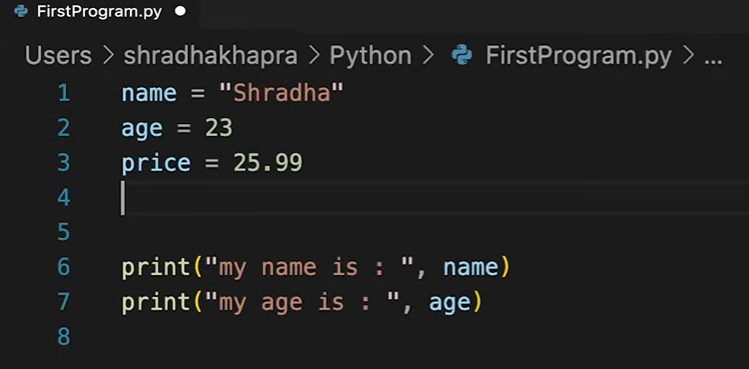 FirstProgram.py ●
Users > shradhakhapra > Python > FirstProgram.py > ...
1 name = "Shradha"
2 age = 23
3 price = 25.99
4
5
6 print("my name is : ", name)
7 print("my age is : ", age)
8